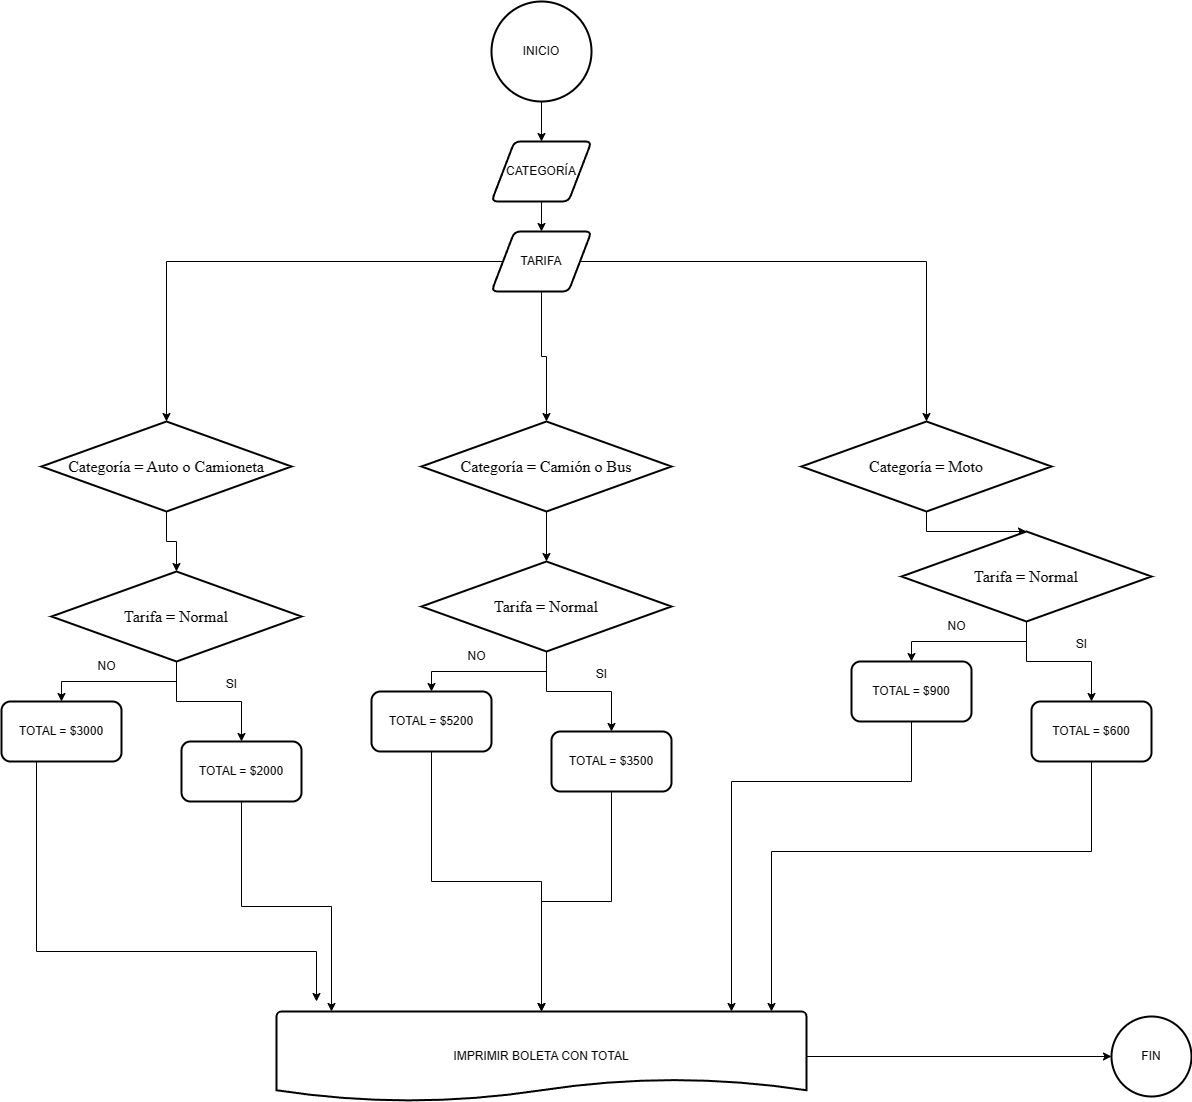 INICIO
CATEGORÍA
TARIFA
Categoría = Auto o Camioneta
Categoría = Camión o Bus
Categoría = Moto
Tarifa = Normal
Tarifa = Normal
Tarifa = Normal
NO
SI
NO
SI
NO
SI
TOTAL = $3000
TOTAL = $2000
TOTAL = $5200
TOTAL = $3500
TOTAL = $900
TOTAL = $600
IMPRIMIR BOLETA CON TOTAL
FIN